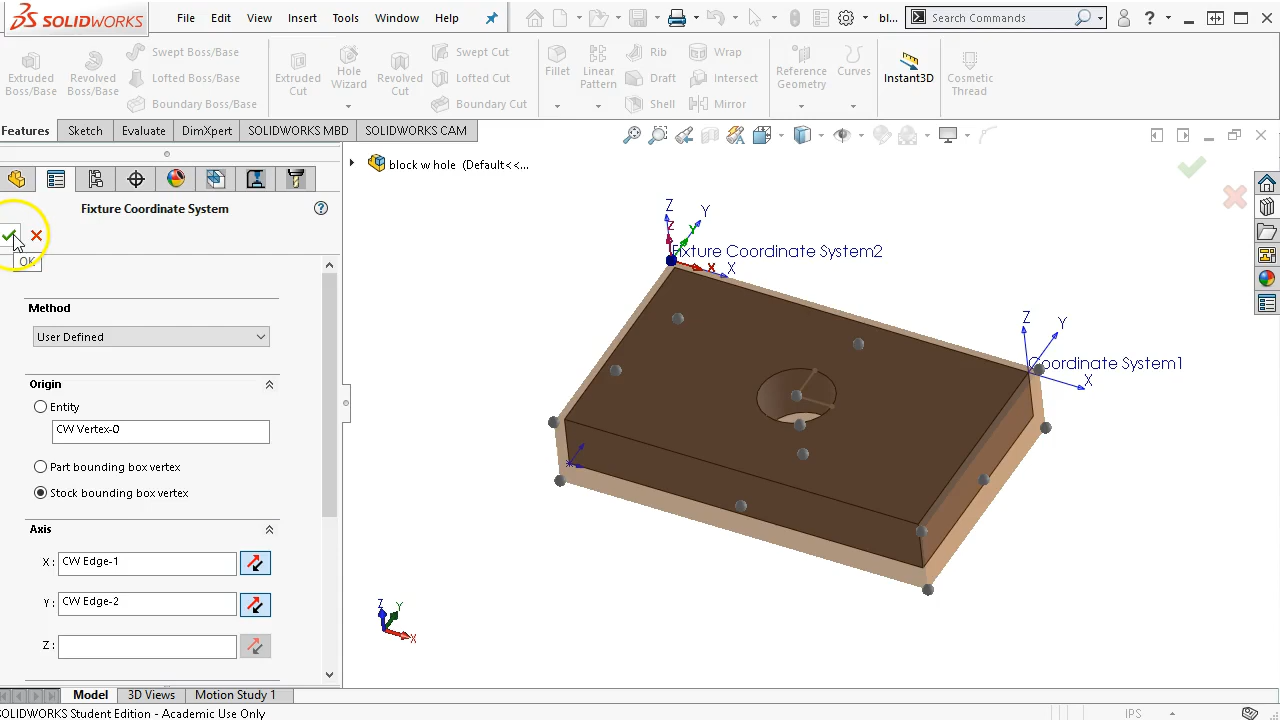 SOLIDWORKS
File Edit View Insert Tools Window Help
bl...
Search Commands
?
Extruded Boss/Base
Revolved Boss/Base
Swept Boss/Base
Lofted Boss/Base
Boundary Boss/Base
Extruded Cut
Hole Wizard
Revolved Cut
Swept Cut
Lofted Cut
Boundary Cut
Fillet
Linear Pattern
Rib
Draft
Shell
Wrap
Intersect
Mirror
Reference Geometry
Curves
Instant3D
Cosmetic Thread
Features Sketch Evaluate DimXpert SOLIDWORKS MBD SOLIDWORKS CAM
block w hole (Default<<...
Fixture Coordinate System
?
OK
Method
User Defined
Origin
Entity
CW Vertex-0
Part bounding box vertex
Stock bounding box vertex
Axis
X : CW Edge-1
Y : CW Edge-2
Z :
Z
Y
Z
Y
Fixture Coordinate System2
X
X
Z
Y
Coordinate System1
X
Z
Y
X
Model 3D Views Motion Study 1
SOLIDWORKS Student Edition - Academic Use Only
IPS